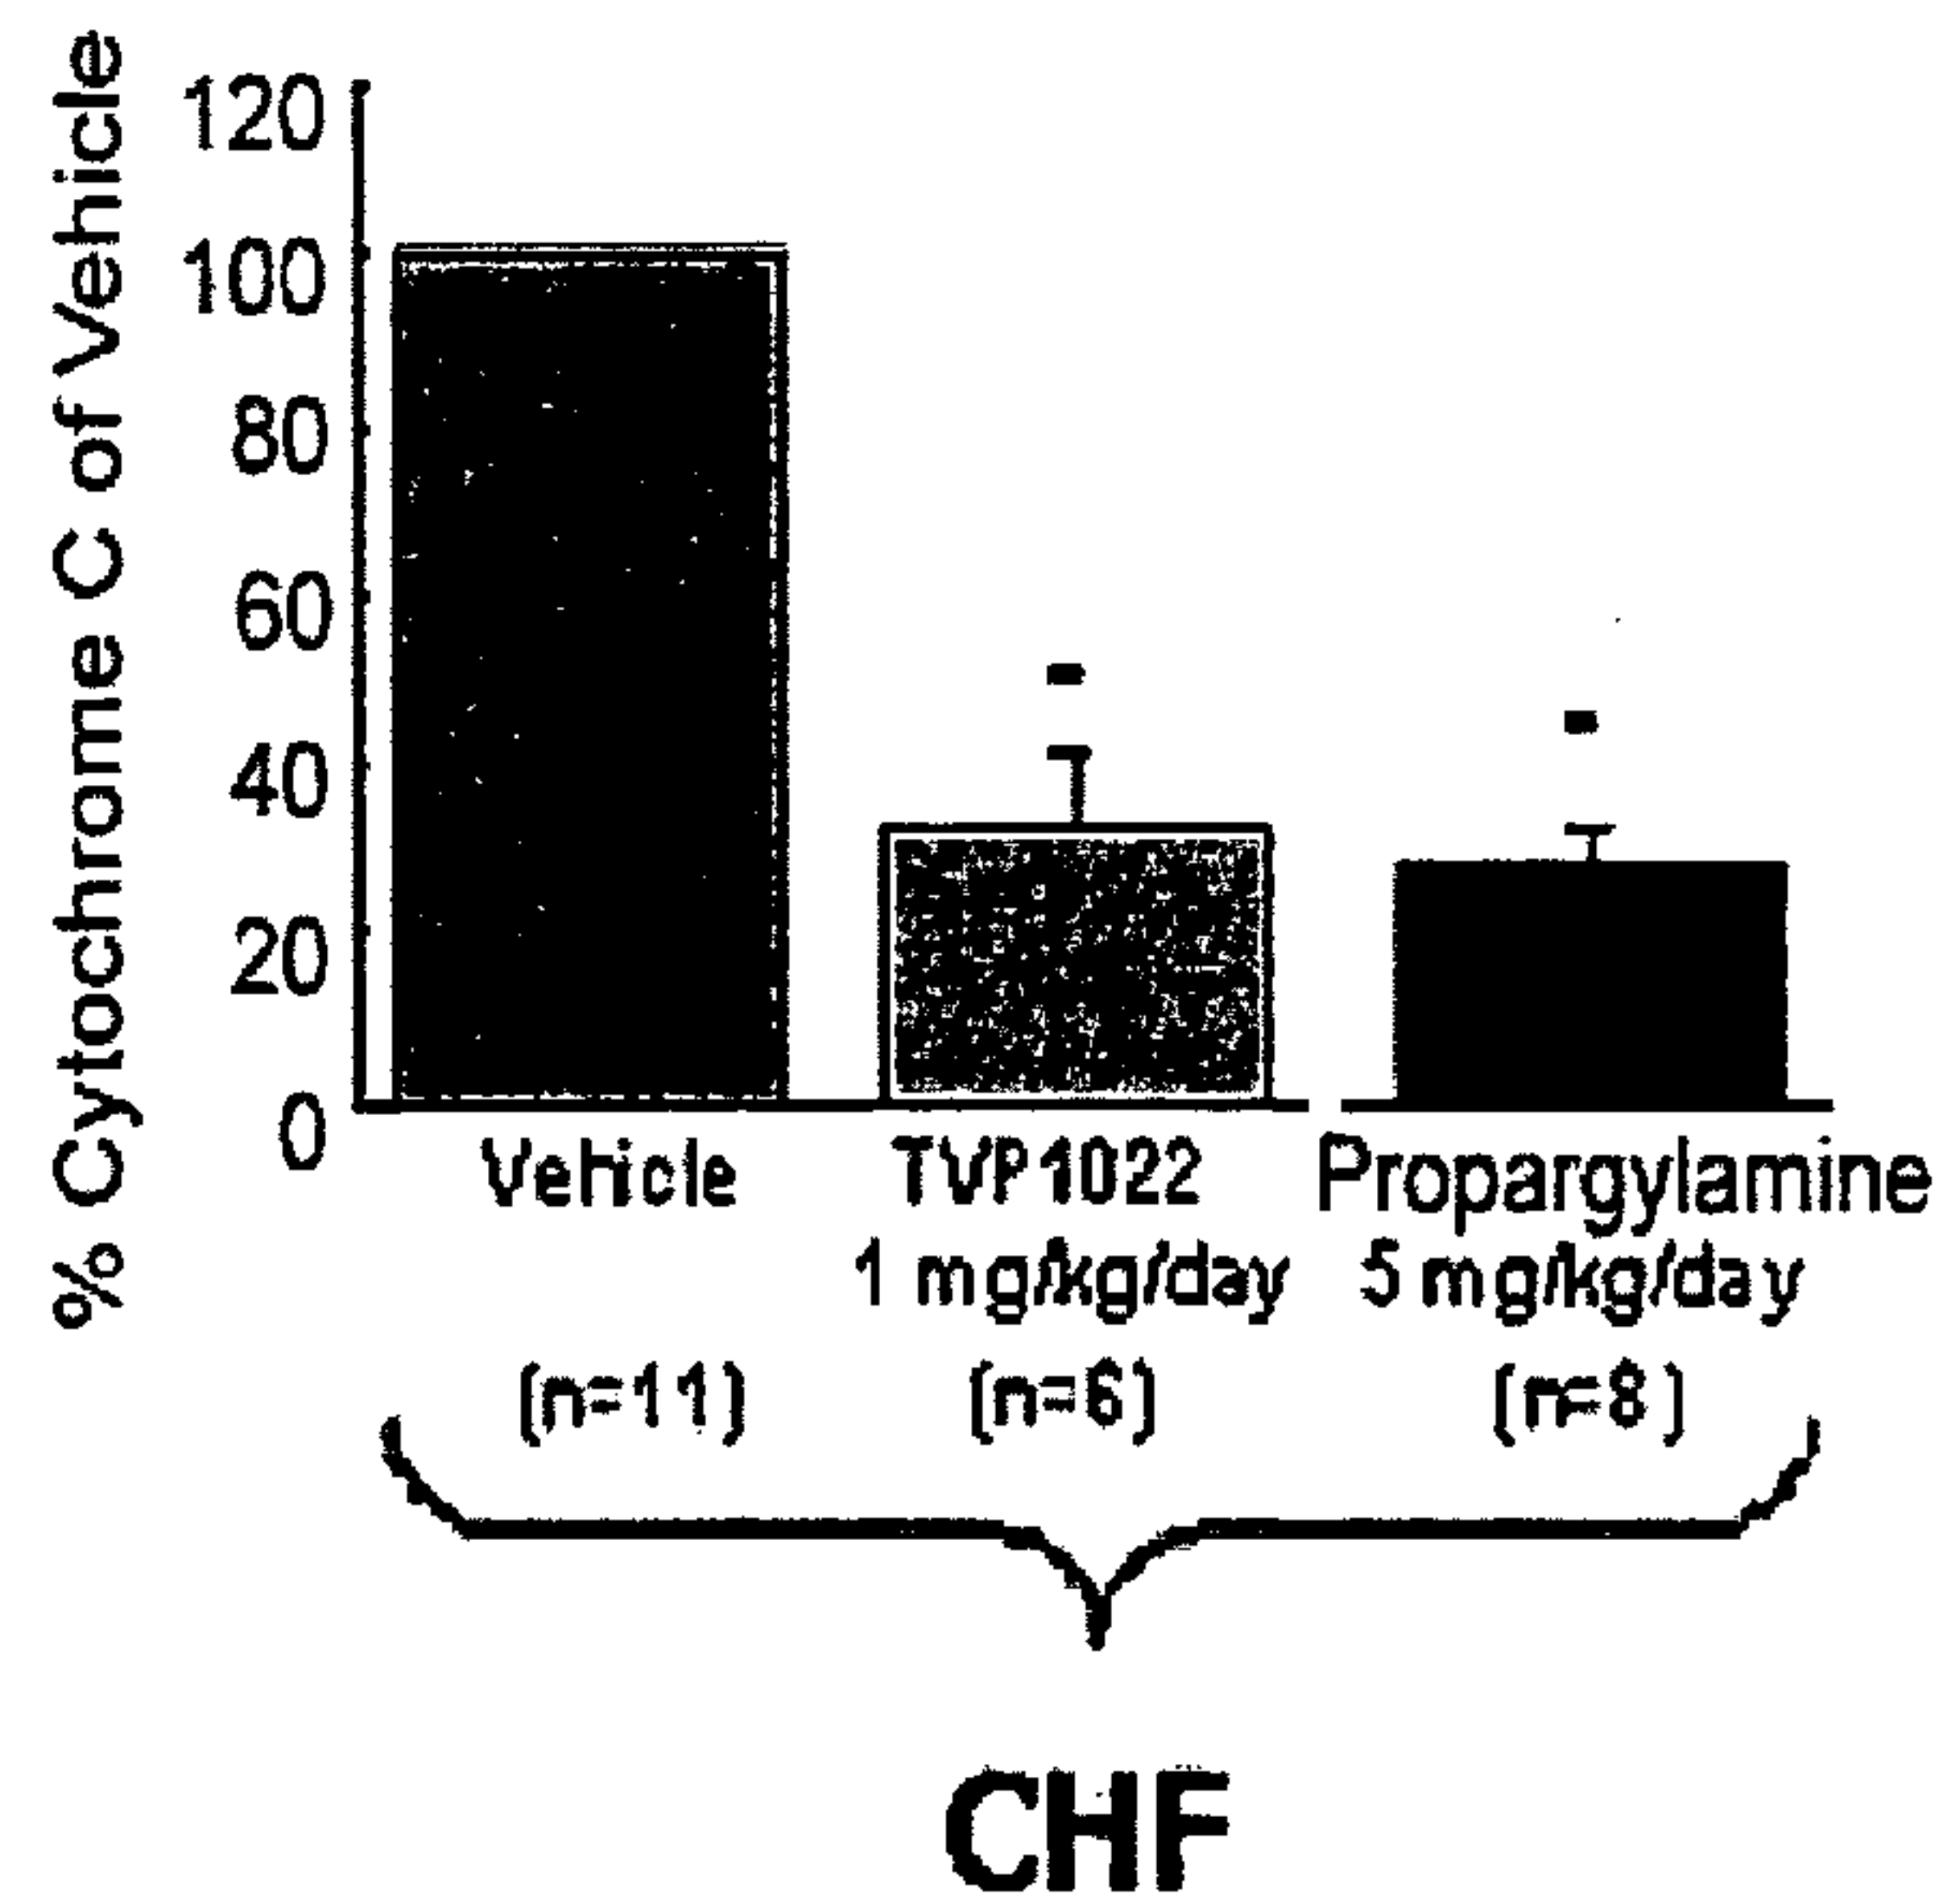 % Cytochrome C of Vehicle
120
100
80
60
40
20
0
Vehicle
TVP1022
1 mg/kg/day
(n=11)
(n=6)
Propargylamine
5 mg/kg/day
(n=8)
CHF